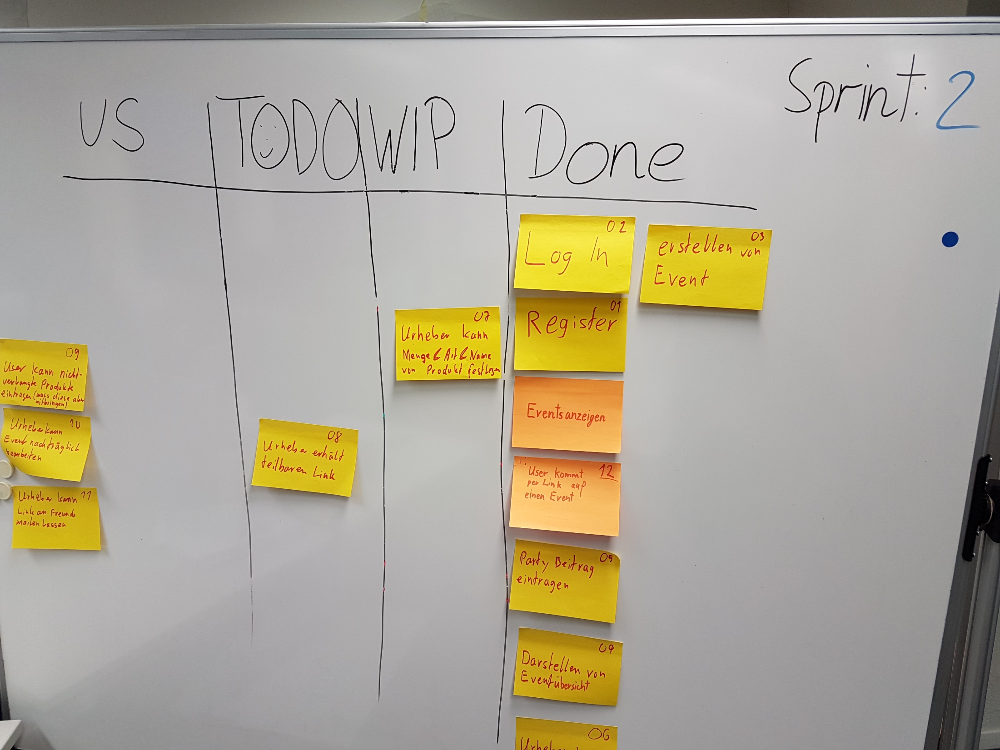 US
TODO
WIP
Done
Sprint: 2
09
User kann nicht-
verlangte Produkte
eintragen (muss diese aber
mitbringen)
10
Urheber kann
Event nachträglich
bearbeiten
11
Urheber kann
Link an Freunde
mailen lassen
08
Urheber erhält
teilbaren Link
07
Urheber kann
Menge & Art & Name
von Produkt festlegen
02
Log In
01
Register
Events anzeigen
12
User kommt
per Link auf
einen Event
05
Party Beitrag
eintragen
04
Darstellen von
Eventübersicht
06
03
erstellen von
Event